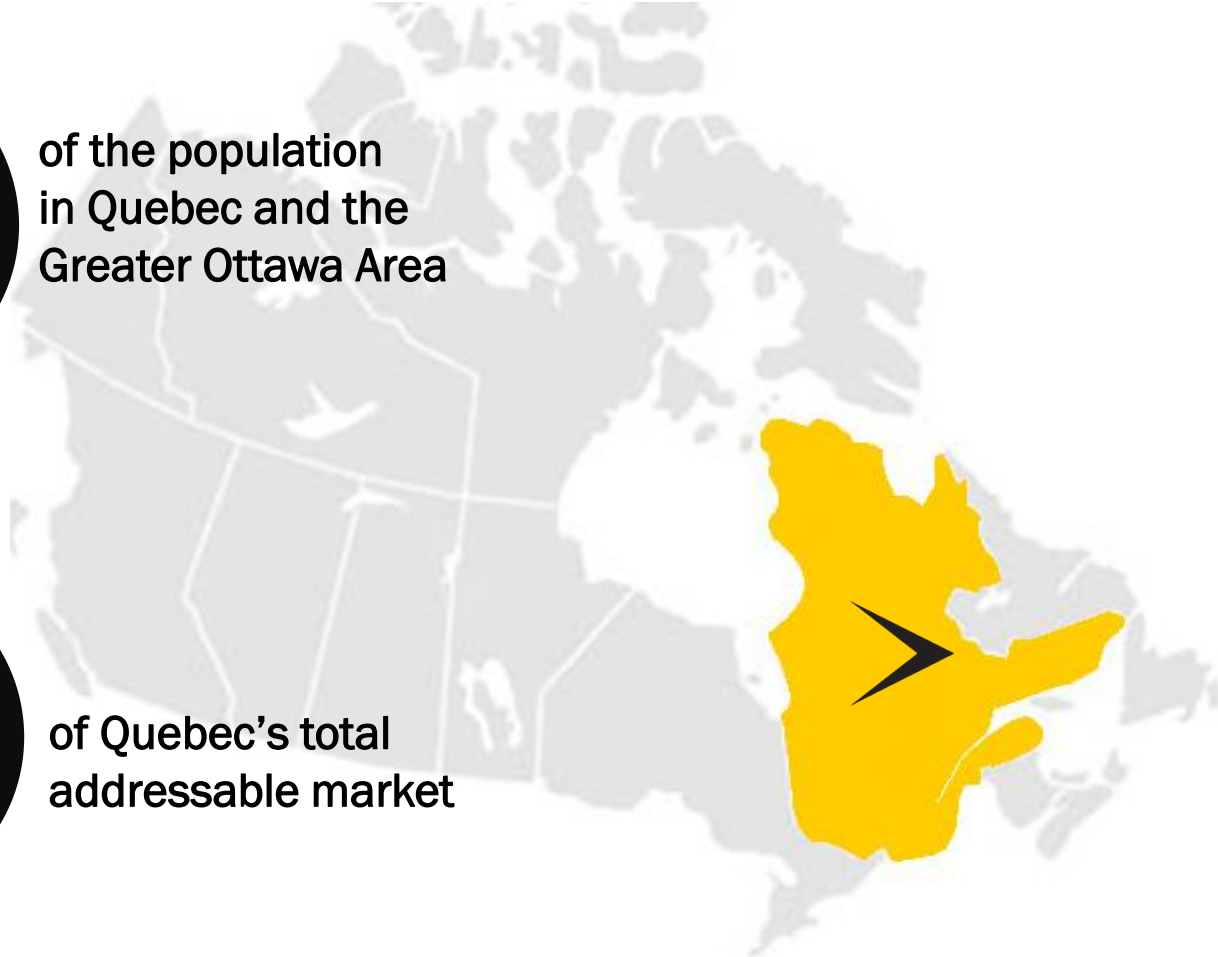 of the population
in Quebec and the
Greater Ottawa Area
of Quebec’s total
addressable market